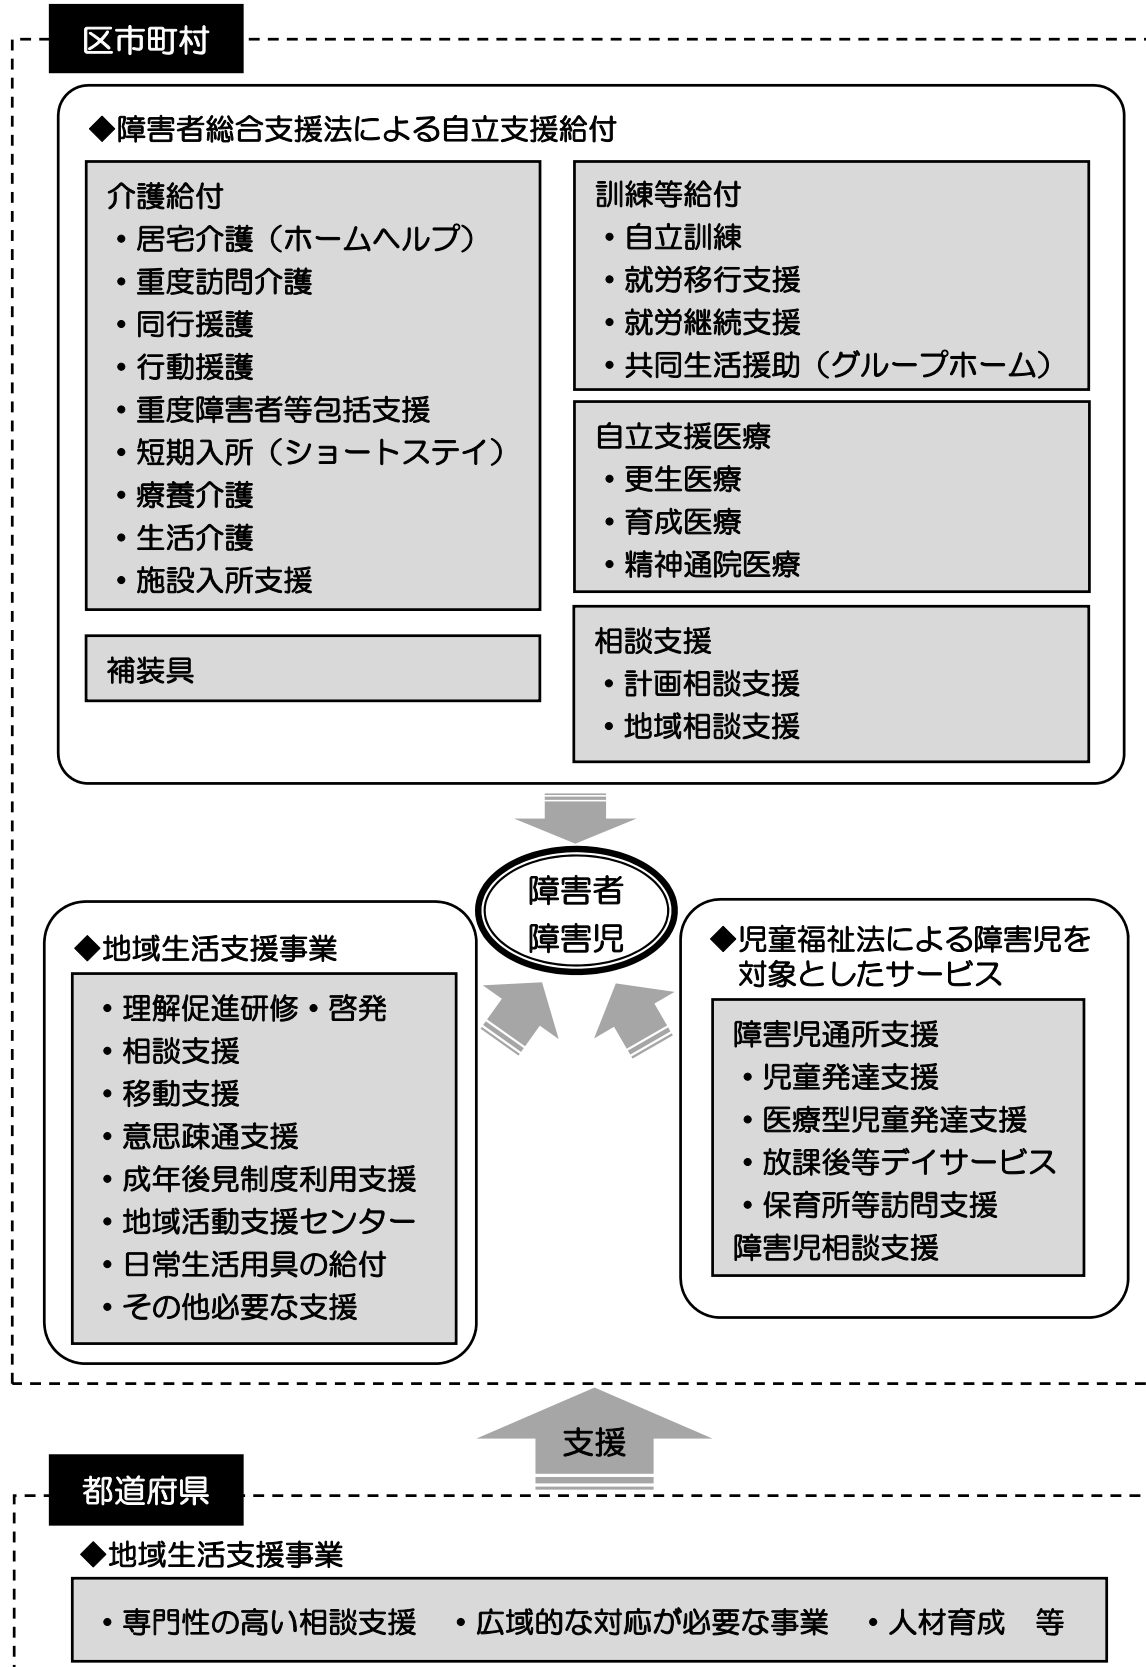 区市町村
◆障害者総合支援法による自立支援給付
介護給付
・居宅介護（ホームヘルプ）
・重度訪問介護
・同行援護
・行動援護
・重度障害者等包括支援
・短期入所（ショートステイ）
・療養介護
・生活介護
・施設入所支援
補装具
訓練等給付
・自立訓練
・就労移行支援
・就労継続支援
・共同生活援助（グループホーム）
自立支援医療
・更生医療
・育成医療
・精神通院医療
相談支援
・計画相談支援
・地域相談支援
障害者
障害児
◆地域生活支援事業
・理解促進研修・啓発
・相談支援
・移動支援
・意思疎通支援
・成年後見制度利用支援
・地域活動支援センター
・日常生活用具の給付
・その他必要な支援
◆児童福祉法による障害児を
対象としたサービス
障害児通所支援
・児童発達支援
・医療型児童発達支援
・放課後等デイサービス
・保育所等訪問支援
障害児相談支援
支援
都道府県
◆地域生活支援事業
・専門性の高い相談支援　・広域的な対応が必要な事業　・人材育成　等